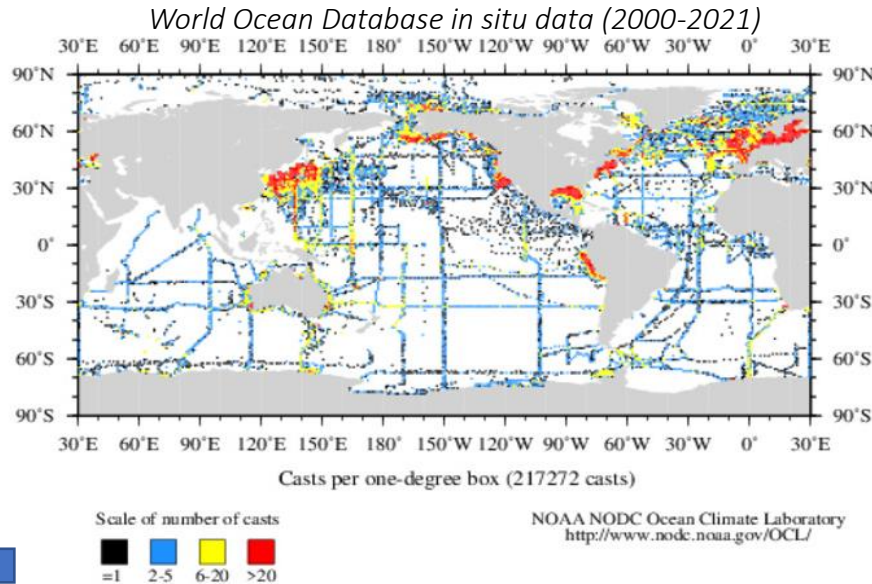 World Ocean Database in situ data (2000-2021)
30˚E 60˚E 90˚E 120˚E 150˚E 180˚ 150˚W 120˚W 90˚W 60˚W 30˚W 0˚ 30˚E
90˚N 90˚N
60˚N 60˚N
30˚N 30˚N
0˚ 0˚
30˚S 30˚S
60˚S 60˚S
90˚S 90˚S
30˚E 60˚E 90˚E 120˚E 150˚E 180˚ 150˚W 120˚W 90˚W 60˚W 30˚W 0˚ 30˚E
Casts per one-degree box (217272 casts)
Scale of number of casts
=1 2-5 6-20 >20
NOAA NODC Ocean Climate Laboratory
http://www.nodc.noaa.gov/OCL/